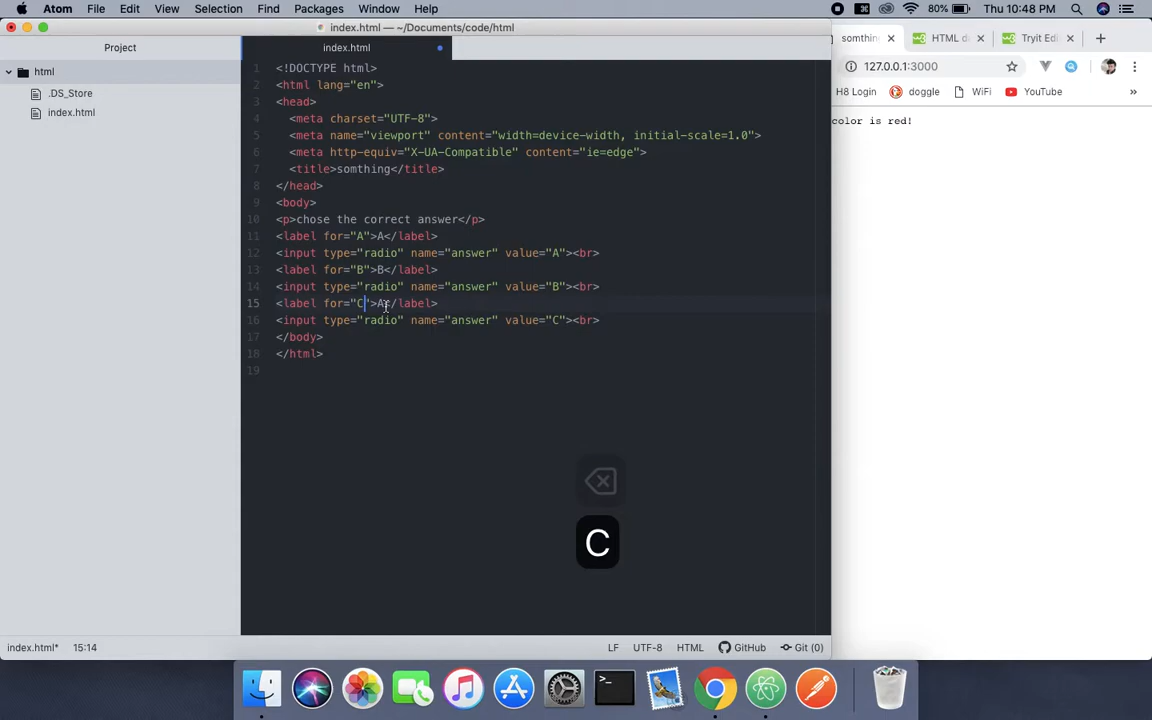 Atom File Edit View Selection Find Packages Window Help 80% Thu 10:48 PM
index.html — ~/Documents/code/html
Project
index.html
somthing
HTML d
Tryit Edi
html
.DS_Store
index.html
127.0.0.1:3000
H8 Login doggle WiFi YouTube »
color is red!
1 <!DOCTYPE html>
2 <html lang="en">
3 <head>
4 <meta charset="UTF-8">
5 <meta name="viewport" content="width=device-width, initial-scale=1.0">
6 <meta http-equiv="X-UA-Compatible" content="ie=edge">
7 <title>somthing</title>
8 </head>
9 <body>
10 <p>chose the correct answer</p>
11 <label for="A">A</label>
12 <input type="radio" name="answer" value="A"><br>
13 <label for="B">B</label>
14 <input type="radio" name="answer" value="B"><br>
15 <label for="C">A</label>
16 <input type="radio" name="answer" value="C"><br>
17 </body>
18 </html>
19
C
index.html* 15:14 LF UTF-8 HTML GitHub Git (0)